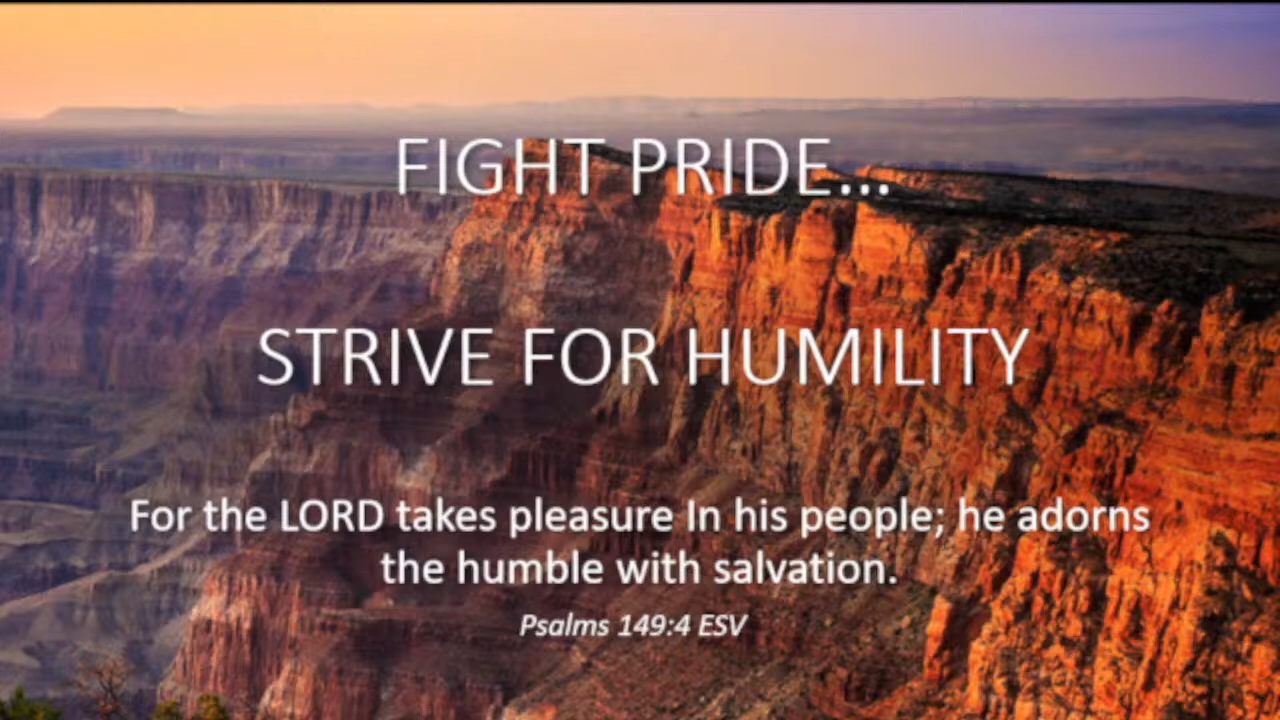 FIGHT PRIDE...
STRIVE FOR HUMILITY
For the LORD takes pleasure In his people; he adorns
the humble with salvation.
Psalms 149:4 ESV